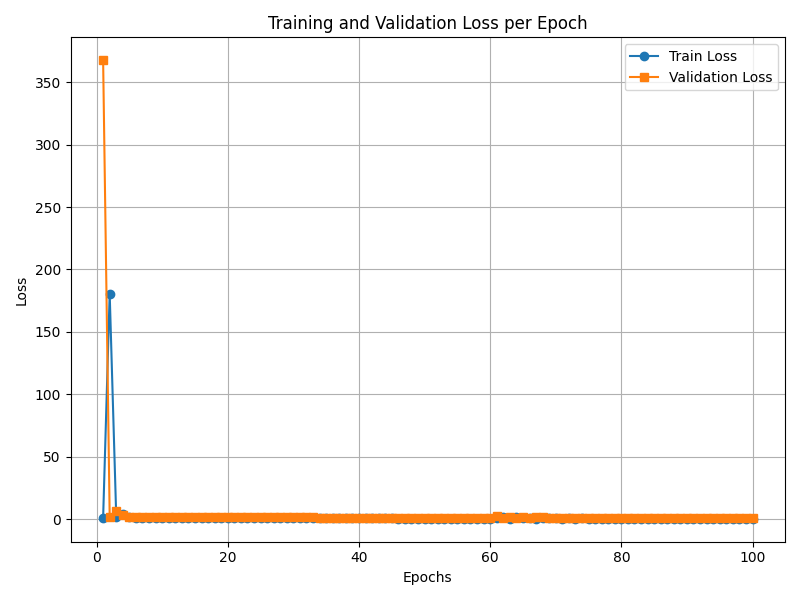 Training and Validation Loss per Epoch
Train Loss
Validation Loss
350
300
250
200
150
100
50
0
Loss
0 20 40 60 80 100
Epochs